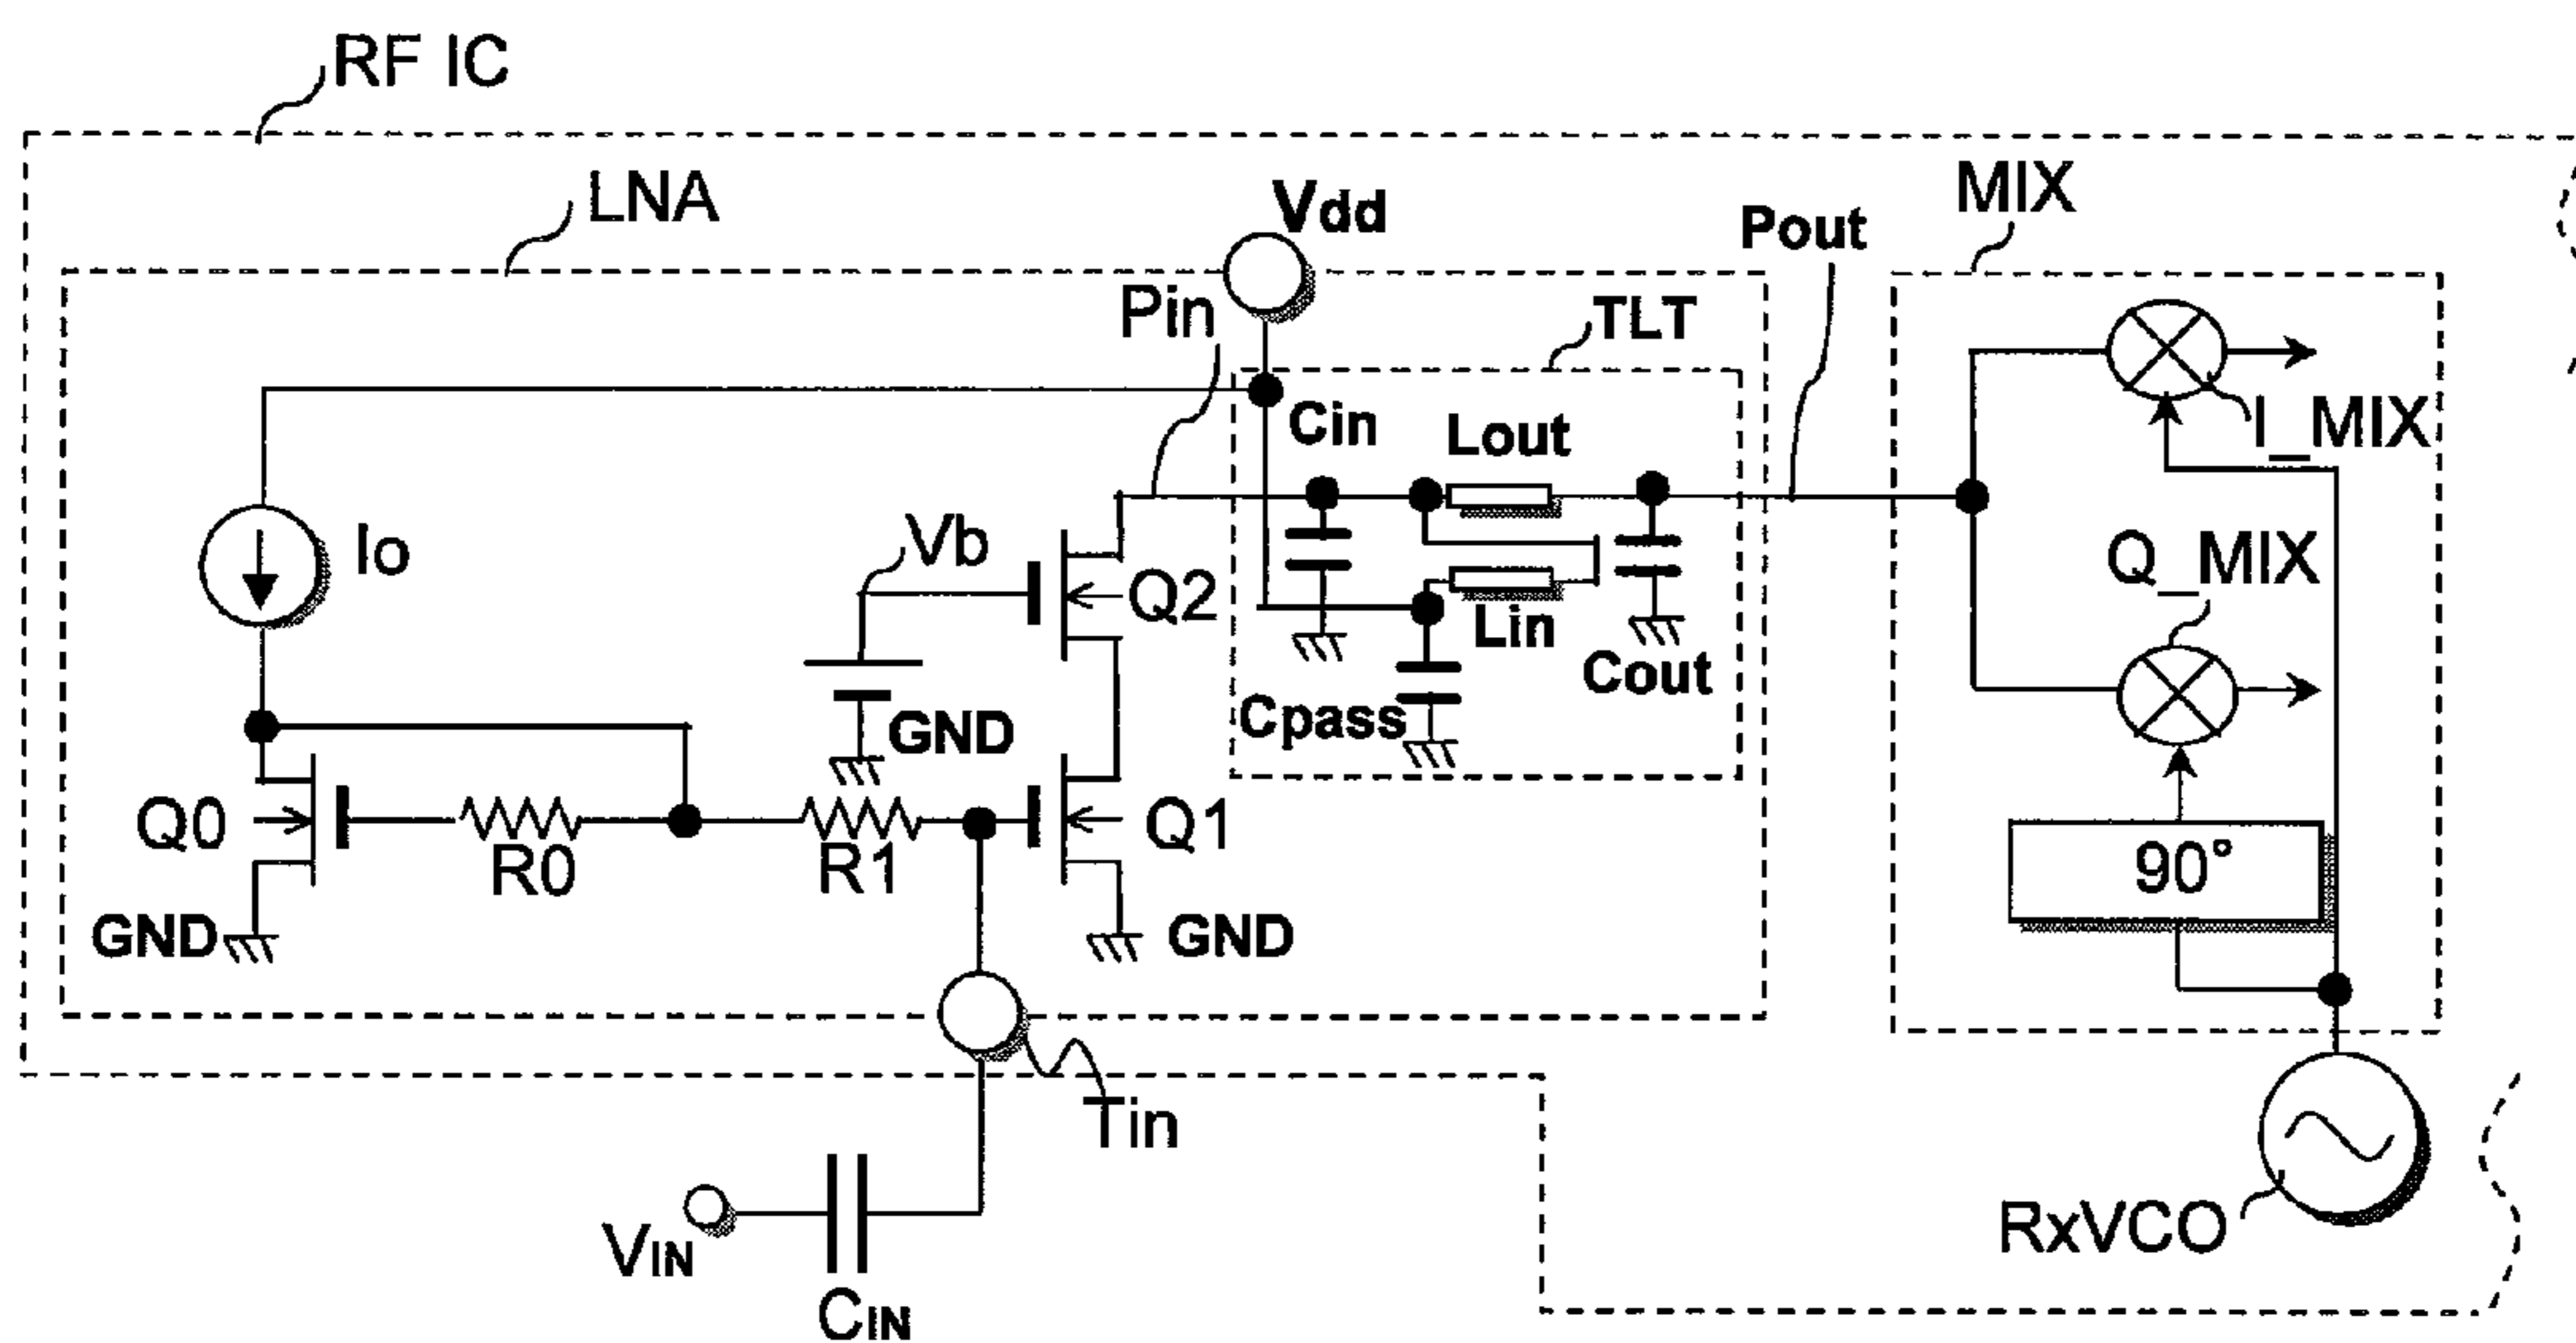 RF IC
LNA
Vdd
MIX
Pout
Pin
TLT
Cin
Lout
I_MIX
Io
Vb
Q2
Q_MIX
Lin
Cout
Cpass
GND
Q0
R0
R1
Q1
90°
GND
GND
Tin
VIN
CIN
RxVCO